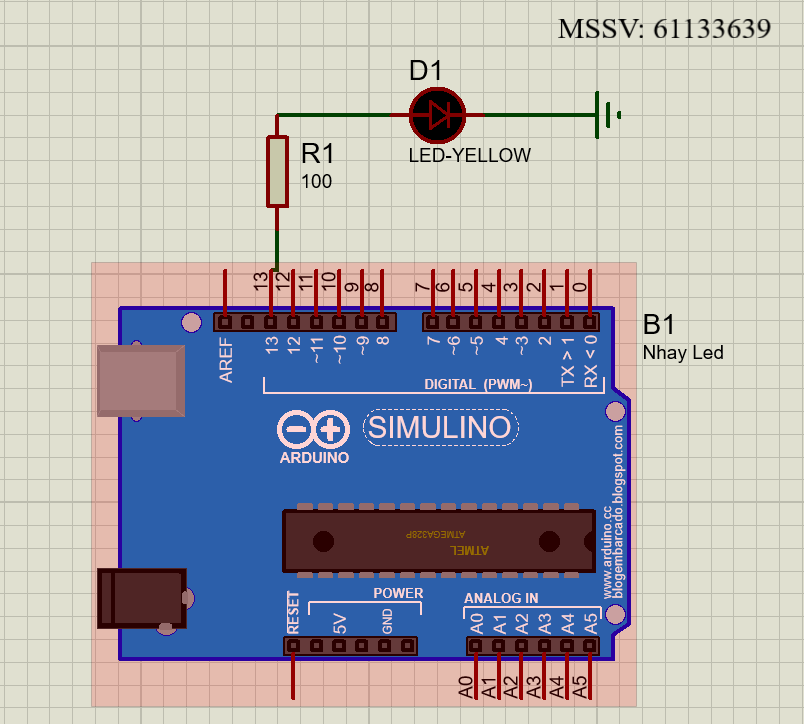 MSSV: 61133639
D1
LED-YELLOW
R1
100
13 12 11 10 9 8 7 6 5 4 3 2 1 0
AREF 13 12 ~11 ~10 ~9 8 7 ~6 ~5 4 ~3 2 TX > 1 RX < 0
B1
Nhay Led
DIGITAL (PWM~)
SIMULINO
ARDUINO
www.arduino.cc
blogembarcado.blogspot.com
ATMEGA328P
ATMEL
POWER
ANALOG IN
RESET 5V GND A0 A1 A2 A3 A4 A5
A0 A1 A2 A3 A4 A5